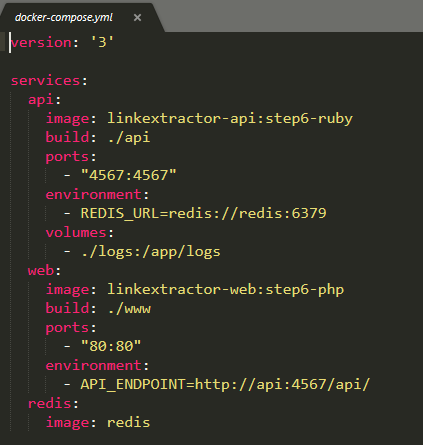 docker-compose.yml ×
version: '3'
services:
api:
image: linkextractor-api:step6-ruby
build: ./api
ports:
- "4567:4567"
environment:
- REDIS_URL=redis://redis:6379
volumes:
- ./logs:/app/logs
web:
image: linkextractor-web:step6-php
build: ./www
ports:
- "80:80"
environment:
- API_ENDPOINT=http://api:4567/api/
redis:
image: redis